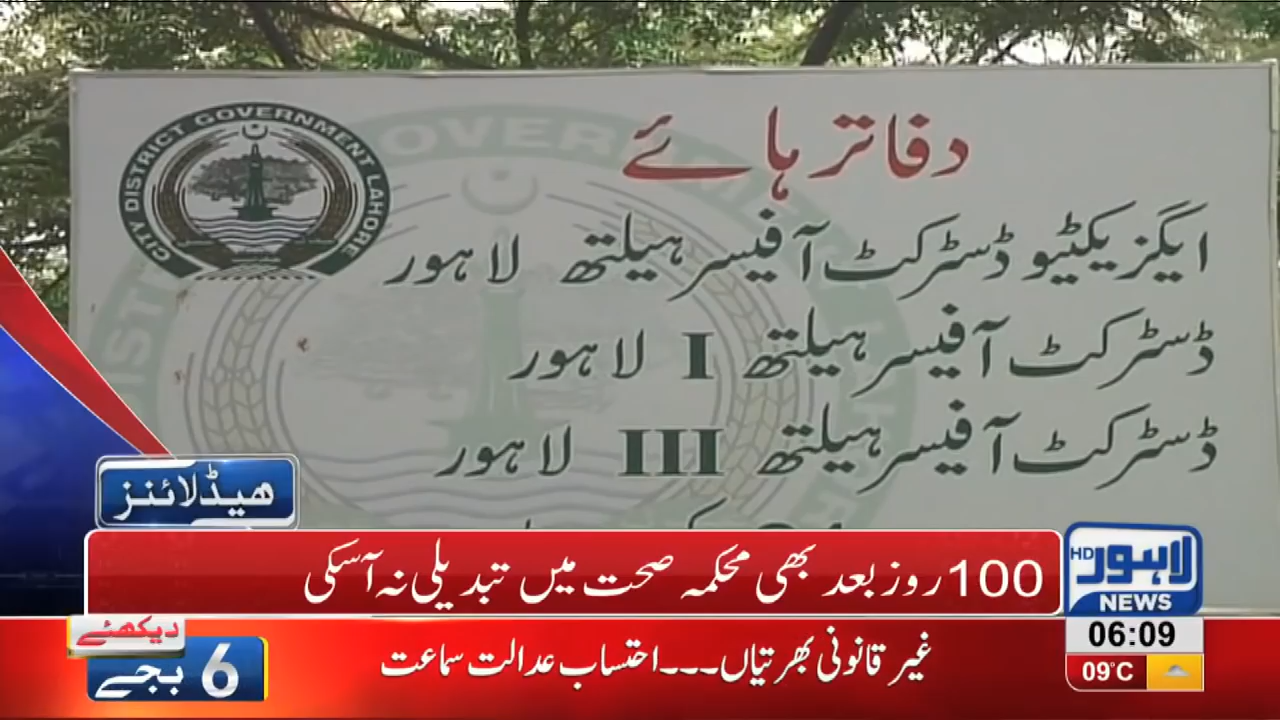 CITY DISTRICT GOVERNMENT LAHORE
دفاتر ہائے
ایگزیکٹیو ڈسٹرکٹ آفیسر ہیلتھ لاہور
ڈسٹرکٹ آفیسر ہیلتھ I لاہور
ڈسٹرکٹ آفیسر ہیلتھ III لاہور
ہیڈلائنز
100 روز بعد بھی محکمہ صحت میں تبدیلی نہ آسکی
لاہور HD
NEWS
06:09
09°C
دیکھئے
6 بجے
غیر قانونی بھرتیاں۔۔۔احتساب عدالت سماعت